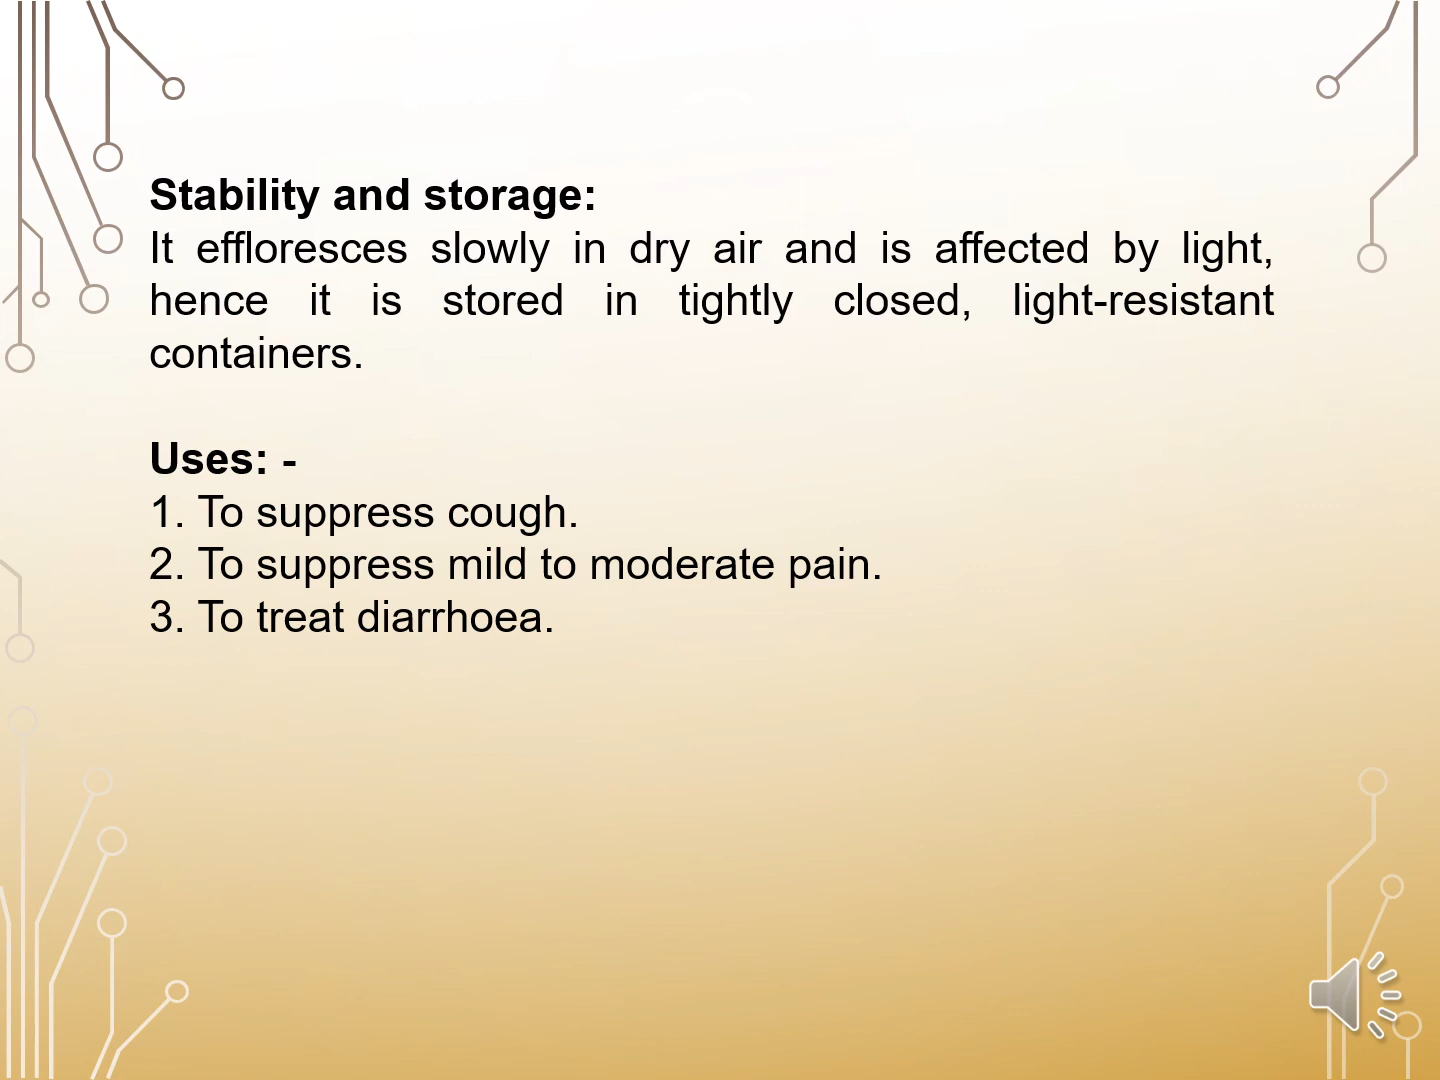 Stability and storage:
It effloresces slowly in dry air and is affected by light,
hence it is stored in tightly closed, light-resistant
containers.
Uses: -
1. To suppress cough.
2. To suppress mild to moderate pain.
3. To treat diarrhoea.